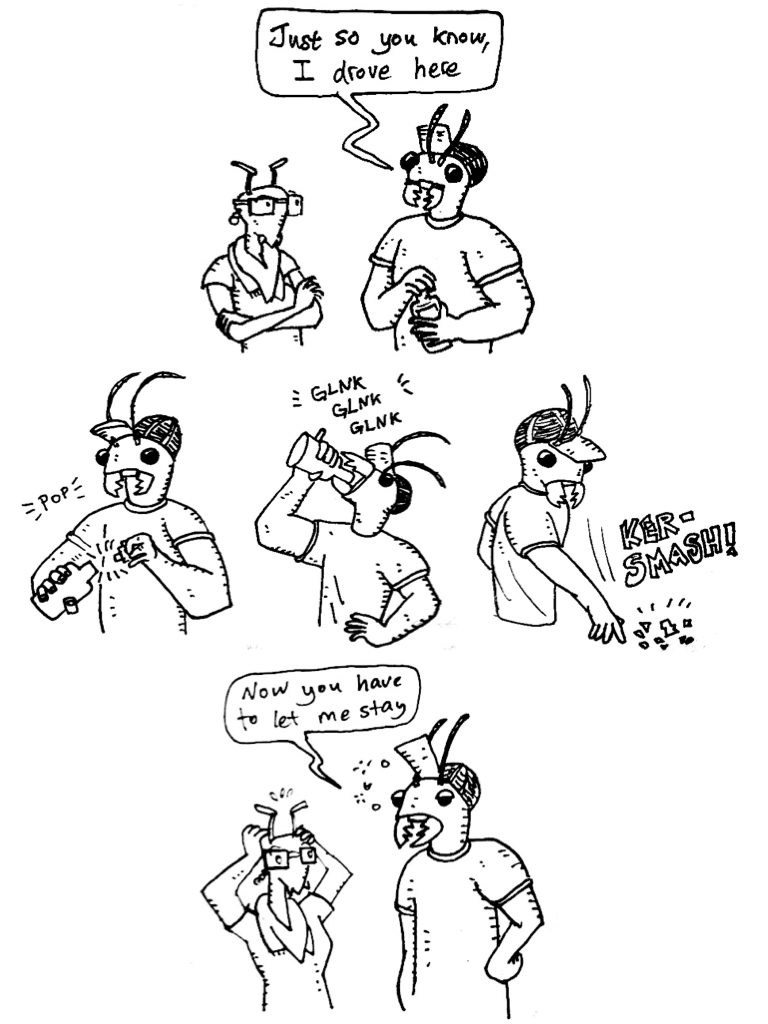 Just so you know,
I drove here
POP
GLNK
GLNK
GLNK
KER-
SMASH!
Now you have
to let me stay